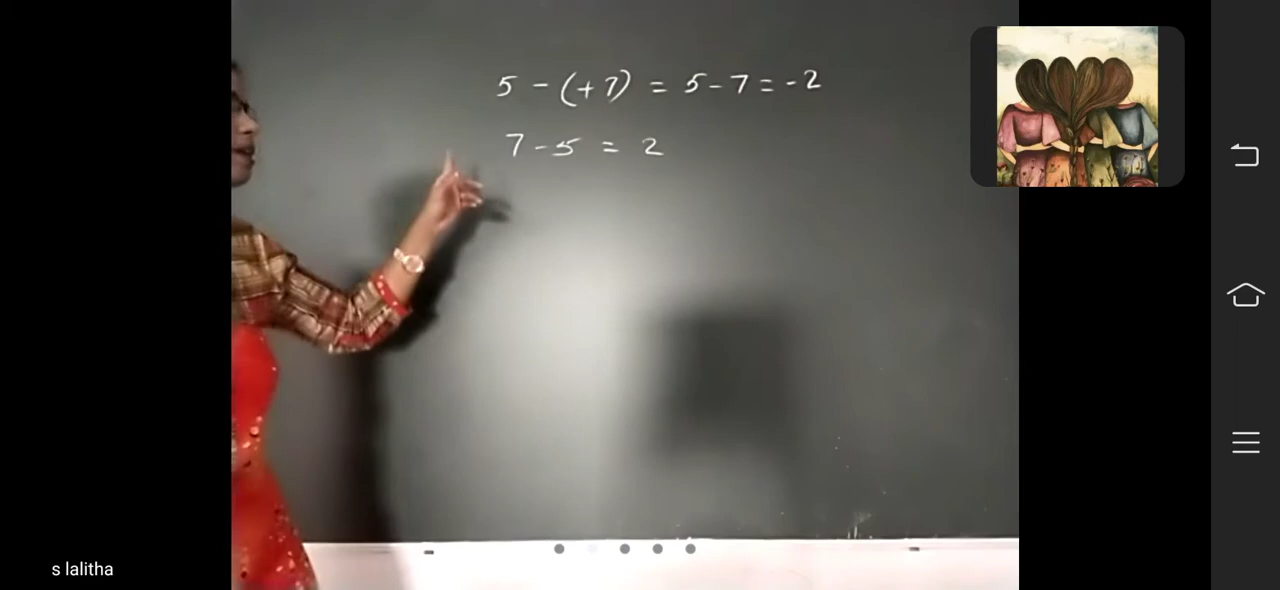 5 - (+7) = 5 - 7 = -2
7 - 5 = 2
s lalitha